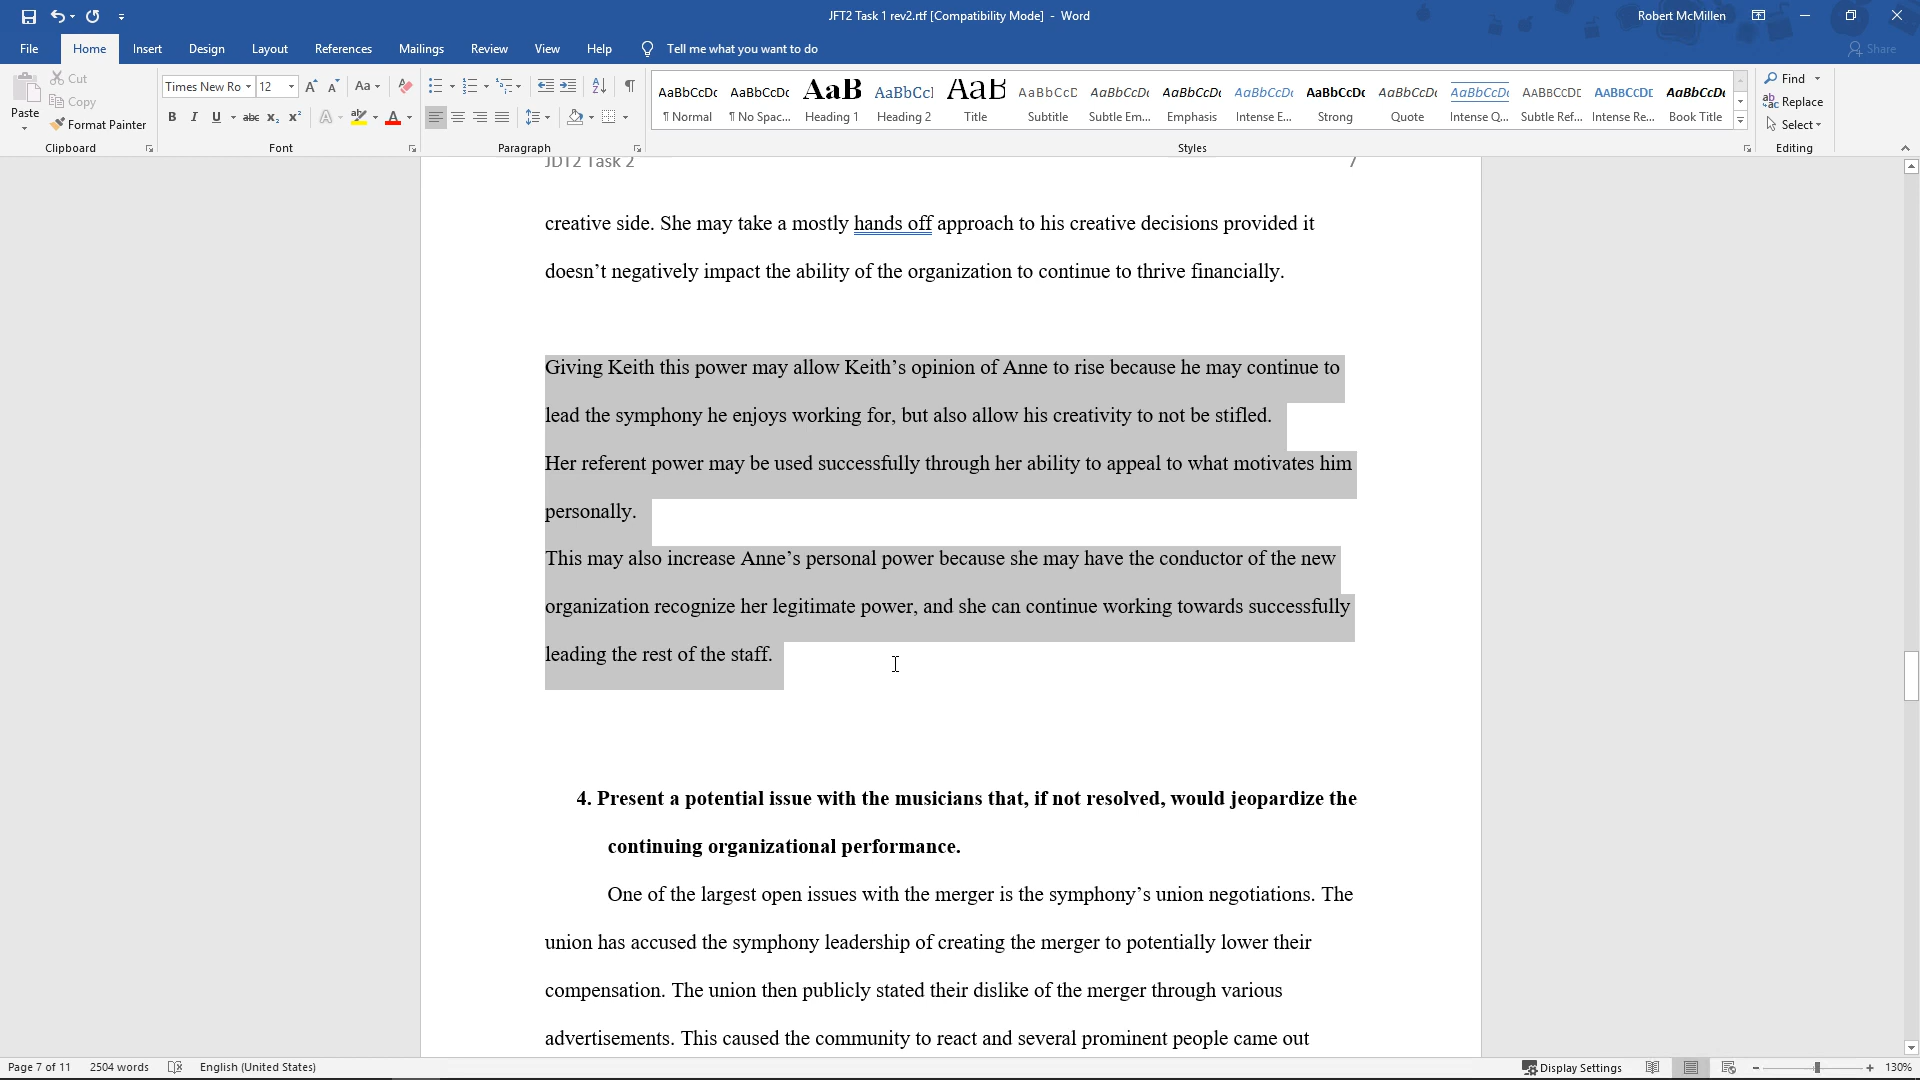 JFT2 Task 1 rev2.rtf [Compatibility Mode] - Word
Robert McMillen
File Home Insert Design Layout References Mailings Review View Help Tell me what you want to do
Share
Paste
Cut
Copy
Format Painter
Clipboard
Times New Ro 12
Aa
B I U abc x₂ x²
Font
Paragraph
AaBbCcDc AaBbCcDc AaB AaBbCcI AaB AaBbCcD AaBbCcDc AaBbCcDc AaBbCcDc AaBbCcDc AaBbCcDc AaBbCcDc AABBCCDE AABBCCDE AaBbCcDc
¶ Normal ¶ No Spac... Heading 1 Heading 2 Title Subtitle Subtle Em... Emphasis Intense E... Strong Quote Intense Q... Subtle Ref... Intense Re... Book Title
Styles
Find
Replace
Select
Editing
JDT2 Task 2 7
creative side. She may take a mostly hands off approach to his creative decisions provided it
doesn’t negatively impact the ability of the organization to continue to thrive financially.
Giving Keith this power may allow Keith’s opinion of Anne to rise because he may continue to
lead the symphony he enjoys working for, but also allow his creativity to not be stifled.
Her referent power may be used successfully through her ability to appeal to what motivates him
personally.
This may also increase Anne’s personal power because she may have the conductor of the new
organization recognize her legitimate power, and she can continue working towards successfully
leading the rest of the staff.
4. Present a potential issue with the musicians that, if not resolved, would jeopardize the
continuing organizational performance.
One of the largest open issues with the merger is the symphony’s union negotiations. The
union has accused the symphony leadership of creating the merger to potentially lower their
compensation. The union then publicly stated their dislike of the merger through various
advertisements. This caused the community to react and several prominent people came out
Page 7 of 11 2504 words English (United States) Display Settings 130%